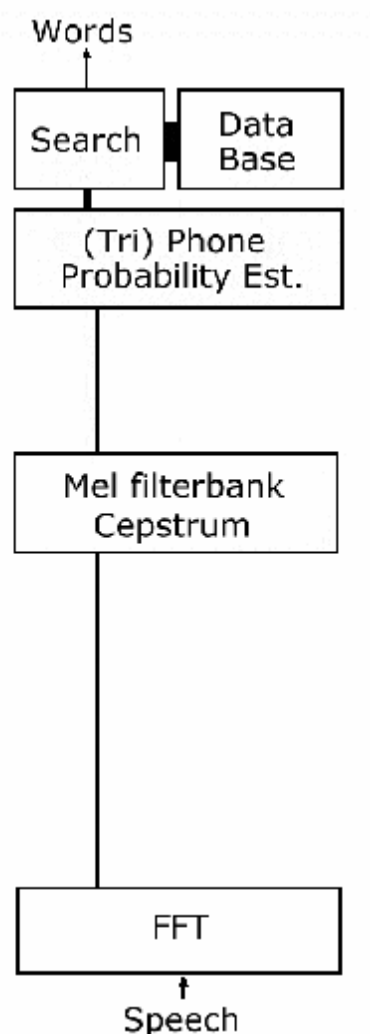 Words
Search
Data
Base
(Tri) Phone
Probability Est.
Mel filterbank
Cepstrum
FFT
Speech